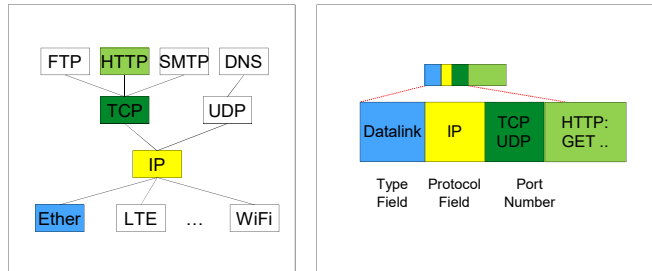 FTP HTTP SMTP DNS
TCP UDP
IP
Ether LTE ... WiFi
Datalink IP TCP UDP HTTP: GET ..
Type Field Protocol Field Port Number